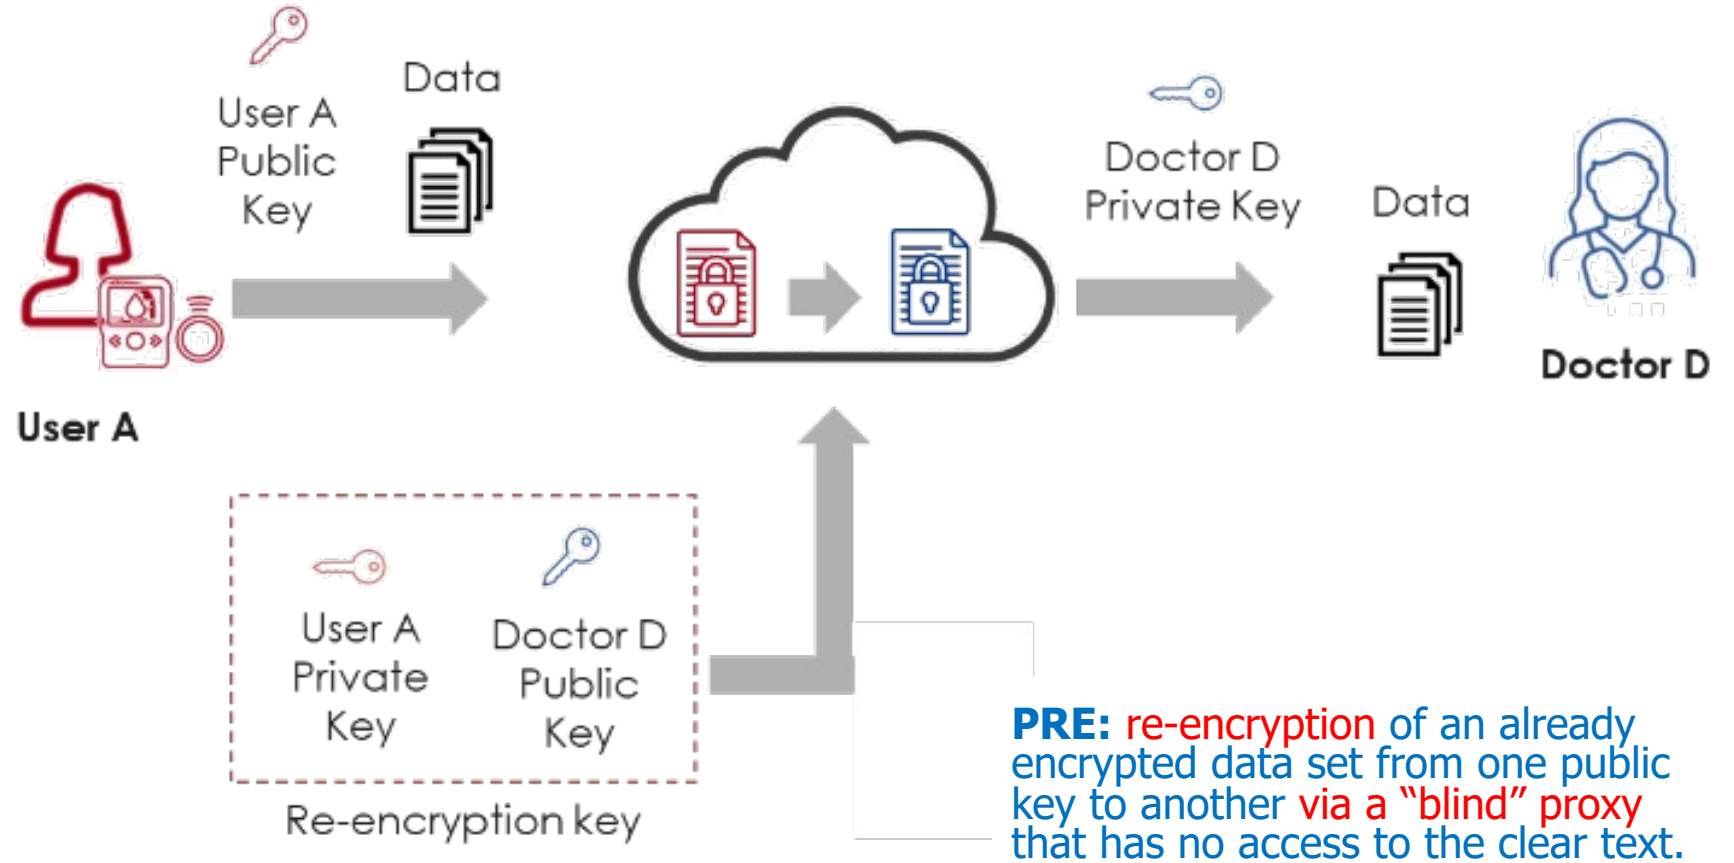 User A
Public
Key
Data
Doctor D
Private Key
Data
Doctor D
User A
User A
Private
Key
Doctor D
Public
Key
Re-encryption key
PRE: re-encryption of an already
encrypted data set from one public
key to another via a “blind” proxy
that has no access to the clear text.